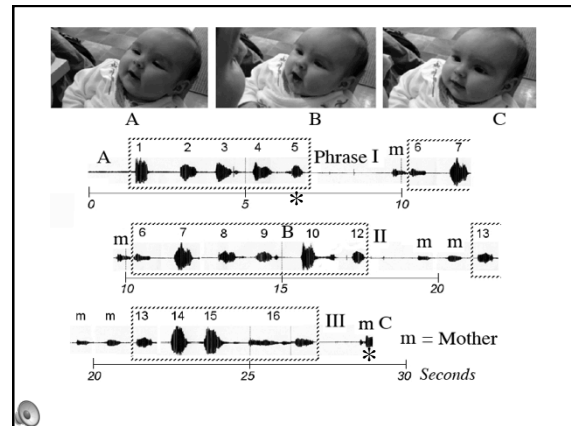 A B C
1 2 3 4 5 Phrase I m 6 7
A
*
0 5 10
6 7 8 9 B 10 12 II 13
m m m
10 15 20
m m 13 14 15 16 III m C m = Mother
*
20 25 30 Seconds